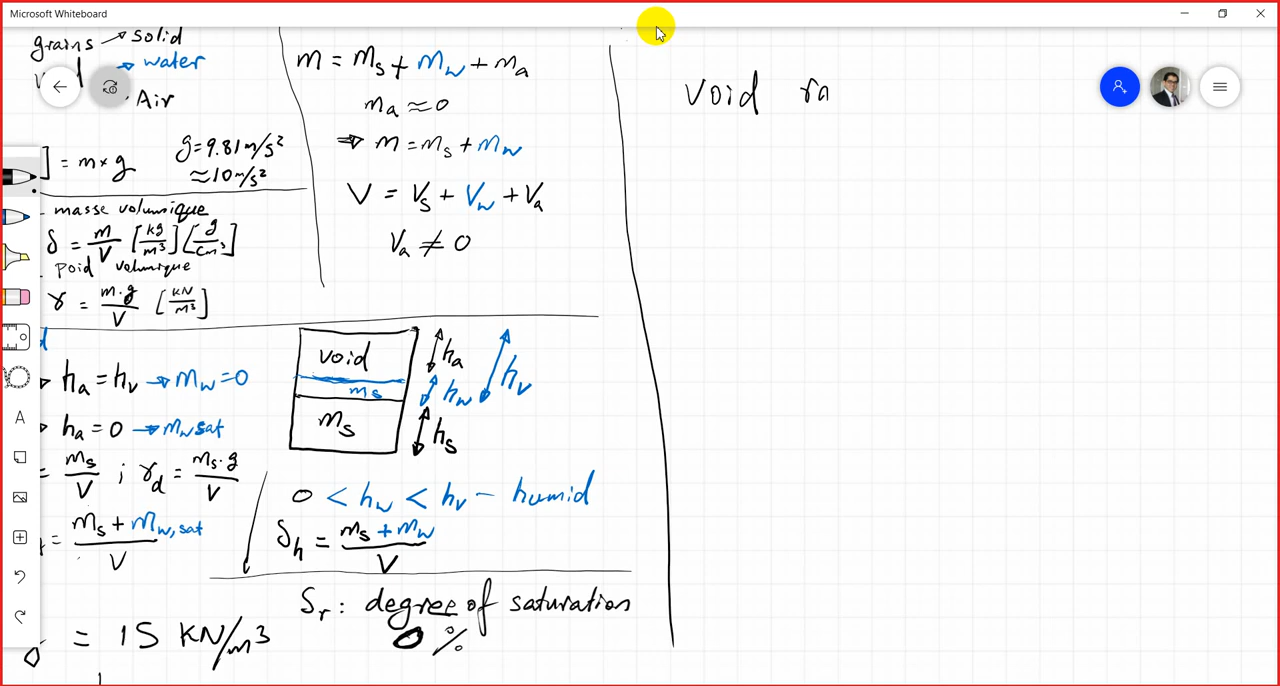 Microsoft Whiteboard
grains → solid
→ water
Air
] = m × g
g = 9.81 m/s²
≈ 10 m/s²
- masse volumique
δ = m/V [kg/m³] [g/cm³]
- poid volumique
γ = m·g/V [KN/m³]
m = ms + mw + ma
ma ≈ 0
⇒ m = ms + mw
V = Vs + Vw + Va
Va ≠ 0
void ra
d
ha = hv → mw = 0
ha = 0 → mw sat
= ms/V ; γd = ms·g/V
= ms + mw,sat / V
void
ms
ms
ha
hw
hv
hs
0 < hw < hv - humid
δh = ms + mw / V
Sr : degree of saturation
0 %
= 15 KN/m³
A